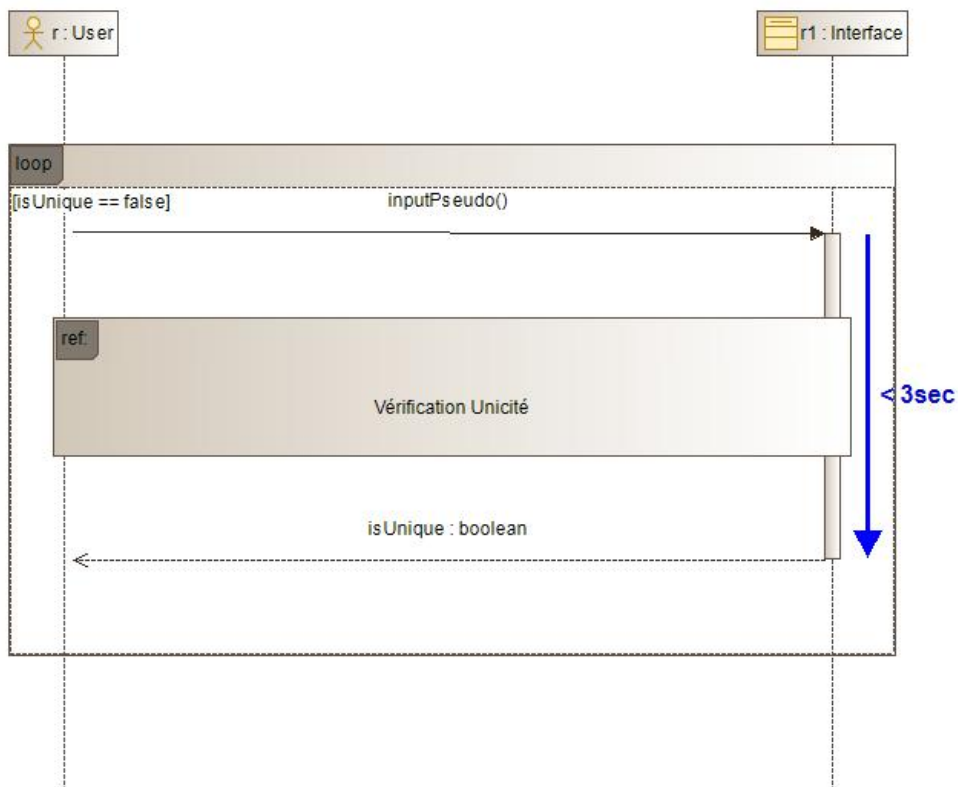 r : User
r1 : Interface
loop
[isUnique == false]
inputPseudo()
ref:
Vérification Unicité
< 3sec
isUnique : boolean